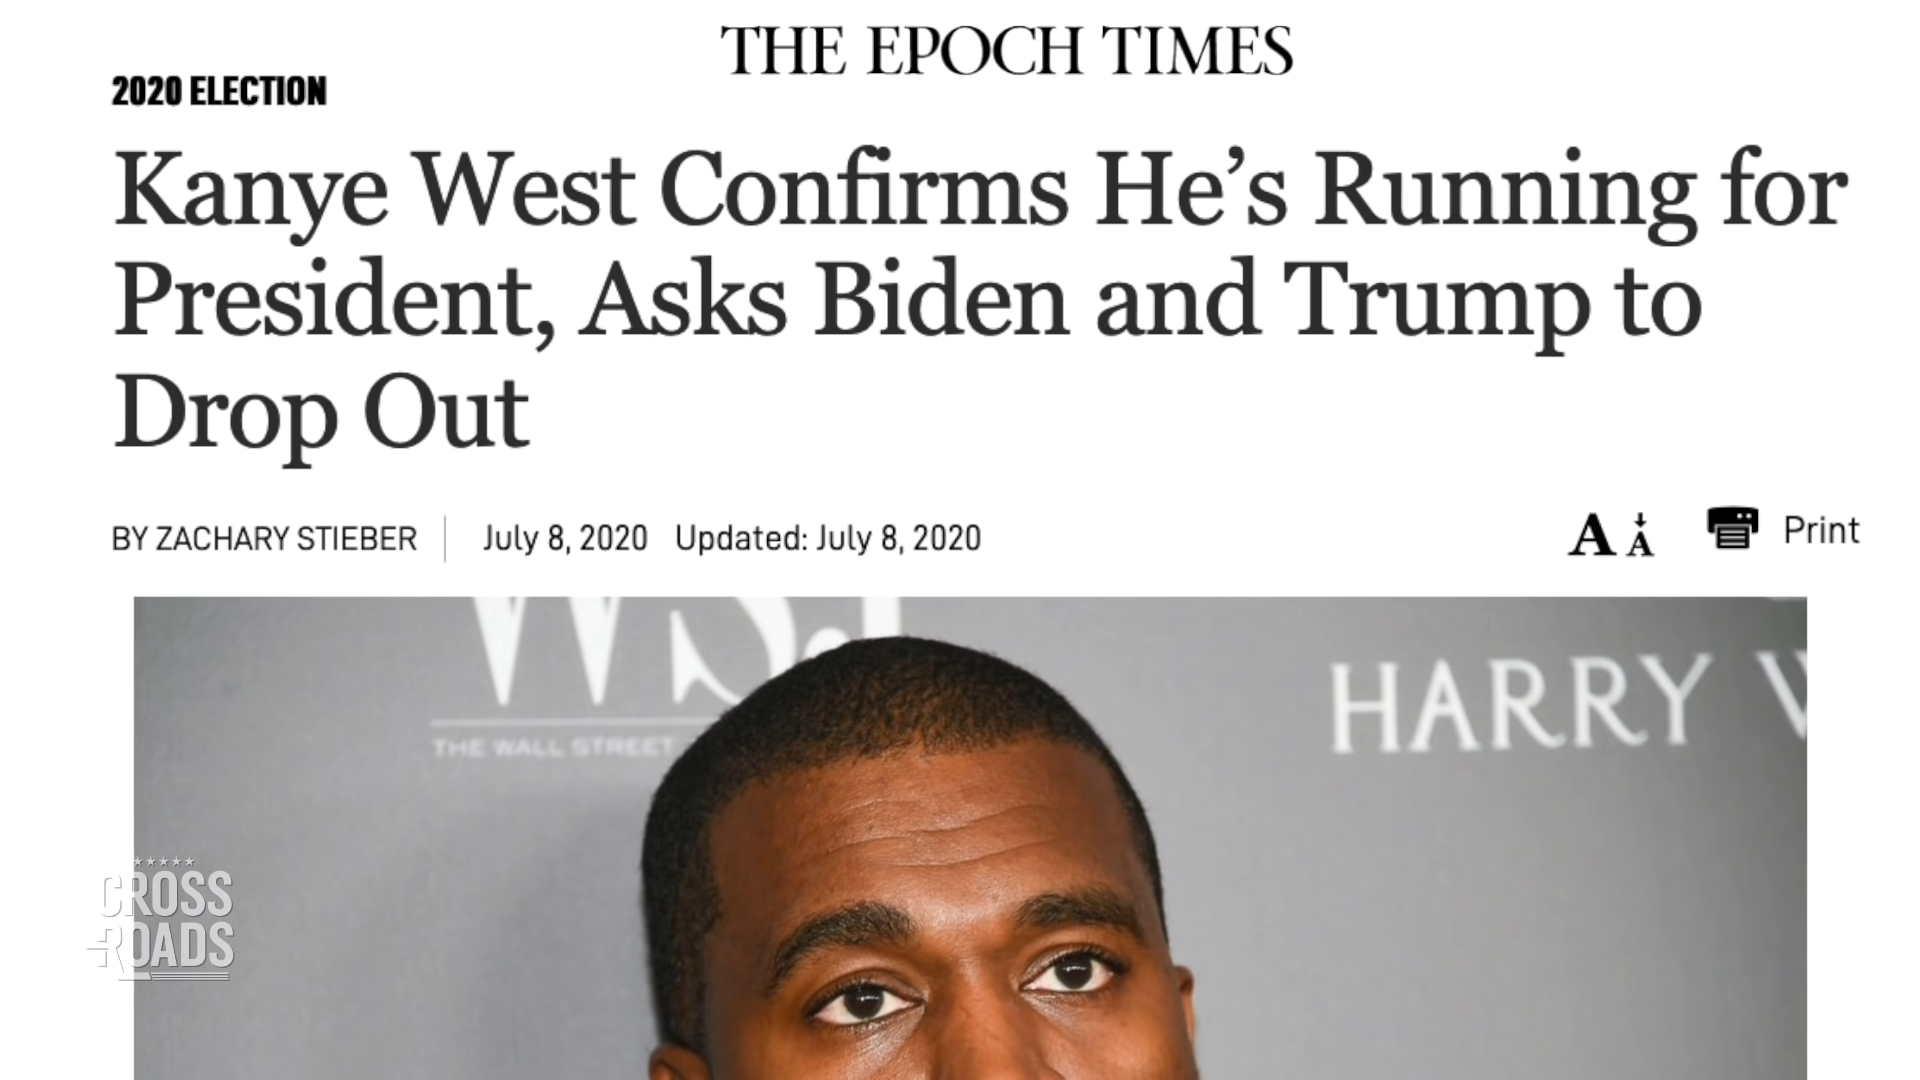 THE EPOCH TIMES
2020 ELECTION
Kanye West Confirms He’s Running for
President, Asks Biden and Trump to
Drop Out
BY ZACHARY STIEBER
July 8, 2020 Updated: July 8, 2020
A A
Print
WSJ
THE WALL STREET
HARRY
CROSS
ROADS